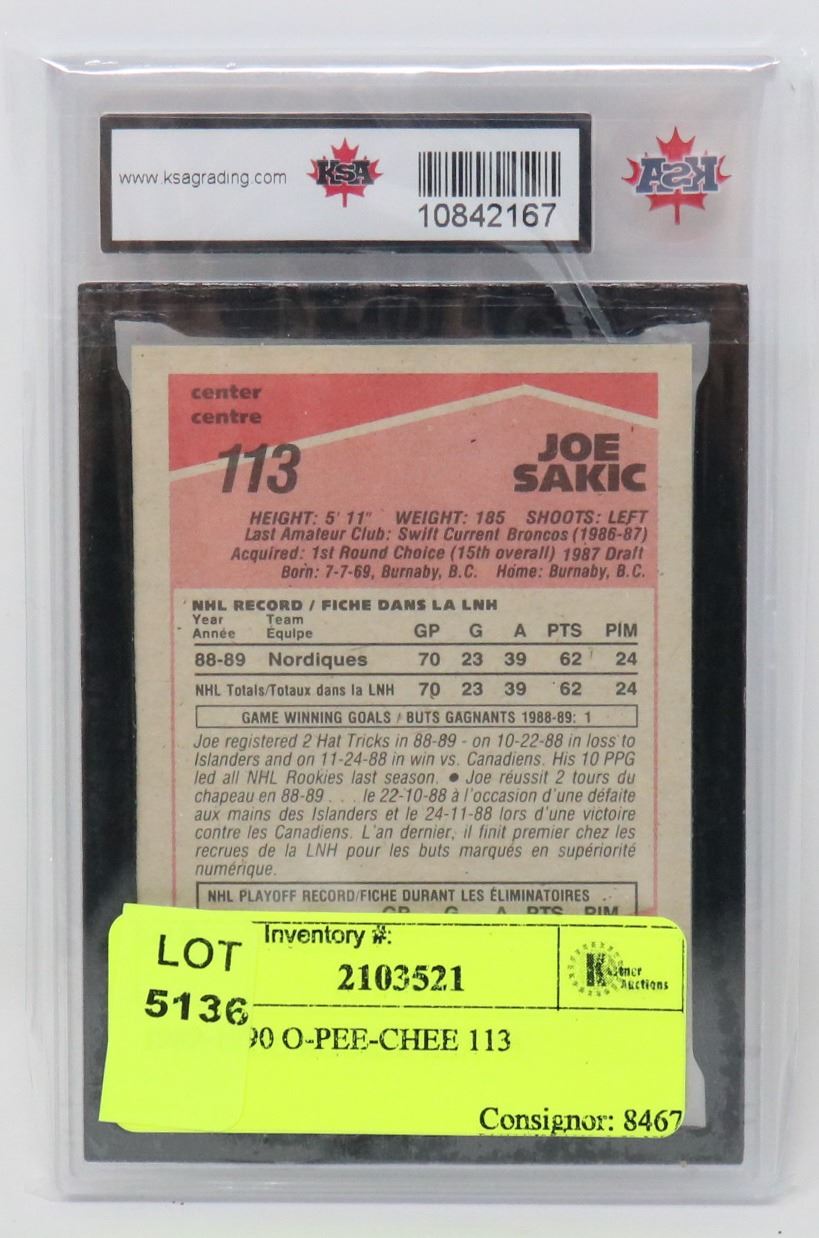 www.ksagrading.com
KSA
10842167
KSA
center
centre
113
JOE
SAKIC
HEIGHT: 5' 11" WEIGHT: 185 SHOOTS: LEFT
Last Amateur Club: Swift Current Broncos (1986-87)
Acquired: 1st Round Choice (15th overall) 1987 Draft
Born: 7-7-69, Burnaby, B.C. Home: Burnaby, B.C.
NHL RECORD / FICHE DANS LA LNH
Year Team
Année Équipe GP G A PTS PIM
88-89 Nordiques 70 23 39 62 24
NHL Totals/Totaux dans la LNH 70 23 39 62 24
GAME WINNING GOALS / BUTS GAGNANTS 1988-89: 1
Joe registered 2 Hat Tricks in 88-89 - on 10-22-88 in loss to
Islanders and on 11-24-88 in win vs. Canadiens. His 10 PPG
led all NHL Rookies last season. ● Joe réussit 2 tours du
chapeau en 88-89 . . . le 22-10-88 à l'occasion d'une défaite
aux mains des Islanders et le 24-11-88 lors d'une victoire
contre les Canadiens. L'an dernier, il finit premier chez les
recrues de la LNH pour les buts marqués en supériorité
numérique.
NHL PLAYOFF RECORD/FICHE DURANT LES ÉLIMINATOIRES
GP G A PTS PIM
LOT
5136
Inventory #:
2103521
Auctions
90 O-PEE-CHEE 113
Consignor: 8467